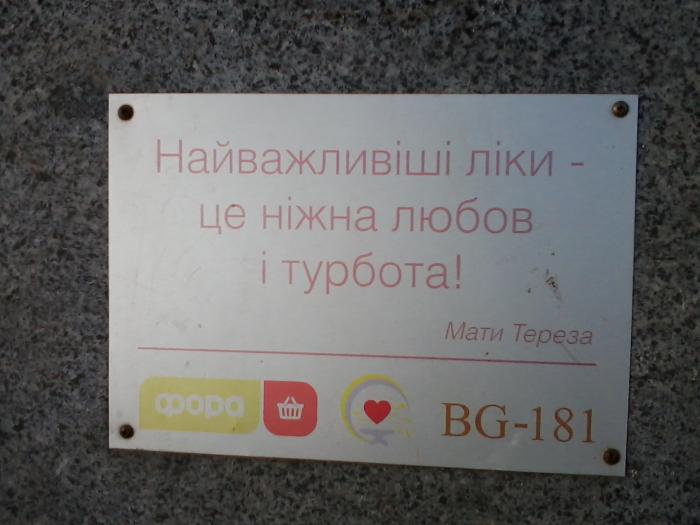 Найважливіші ліки -
це ніжна любов
і турбота!
Мати Тереза
фора
BG-181